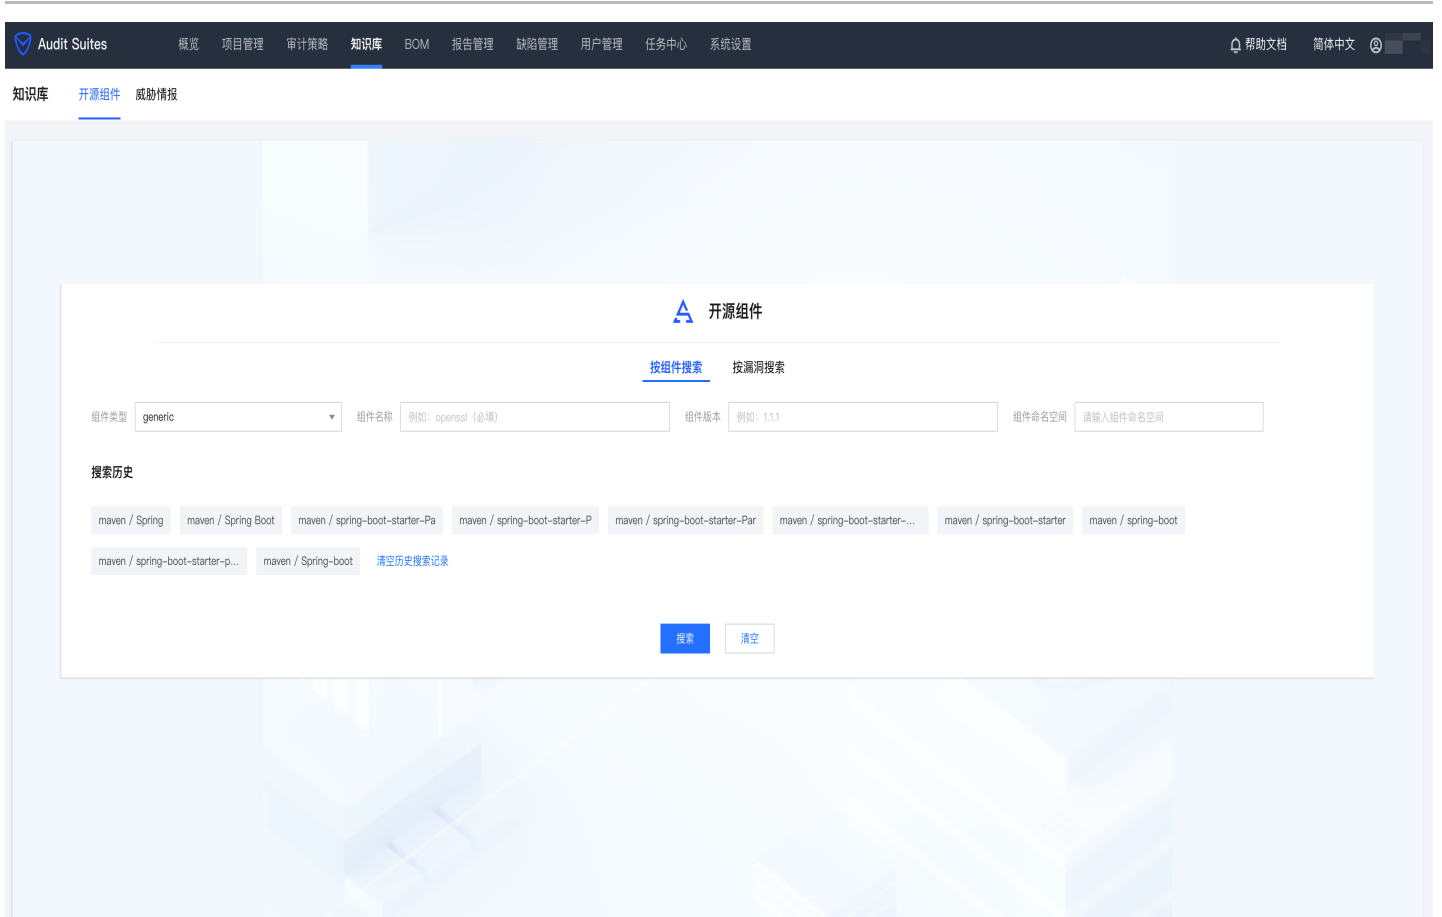 Audit Suites 概览 项目管理 审计策略 知识库 BOM 报告管理 缺陷管理 用户管理 任务中心 系统设置 帮助文档 简体中文
知识库 开源组件 威胁情报
开源组件
按组件搜索 按漏洞搜索
组件类型 generic 组件名称 例如：openssl（必填） 组件版本 例如：1.1.1 组件命名空间 请输入组件命名空间
搜索历史
maven / Spring maven / Spring Boot maven / spring-boot-starter-Pa maven / spring-boot-starter-P maven / spring-boot-starter-Par maven / spring-boot-starter-... maven / spring-boot-starter maven / spring-boot
maven / spring-boot-starter-p... maven / Spring-boot 清空历史搜索记录
搜索 清空